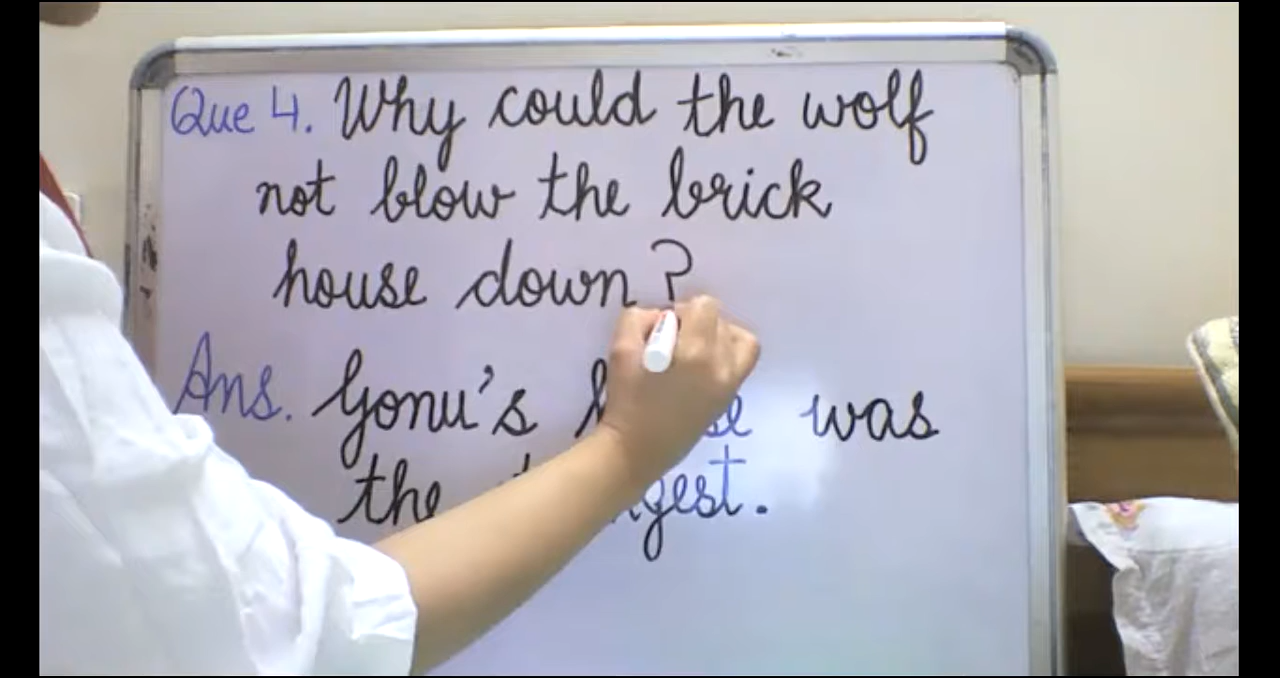 Que 4. Why could the wolf
not blow the brick
house down?
Ans. Gonu's was
the